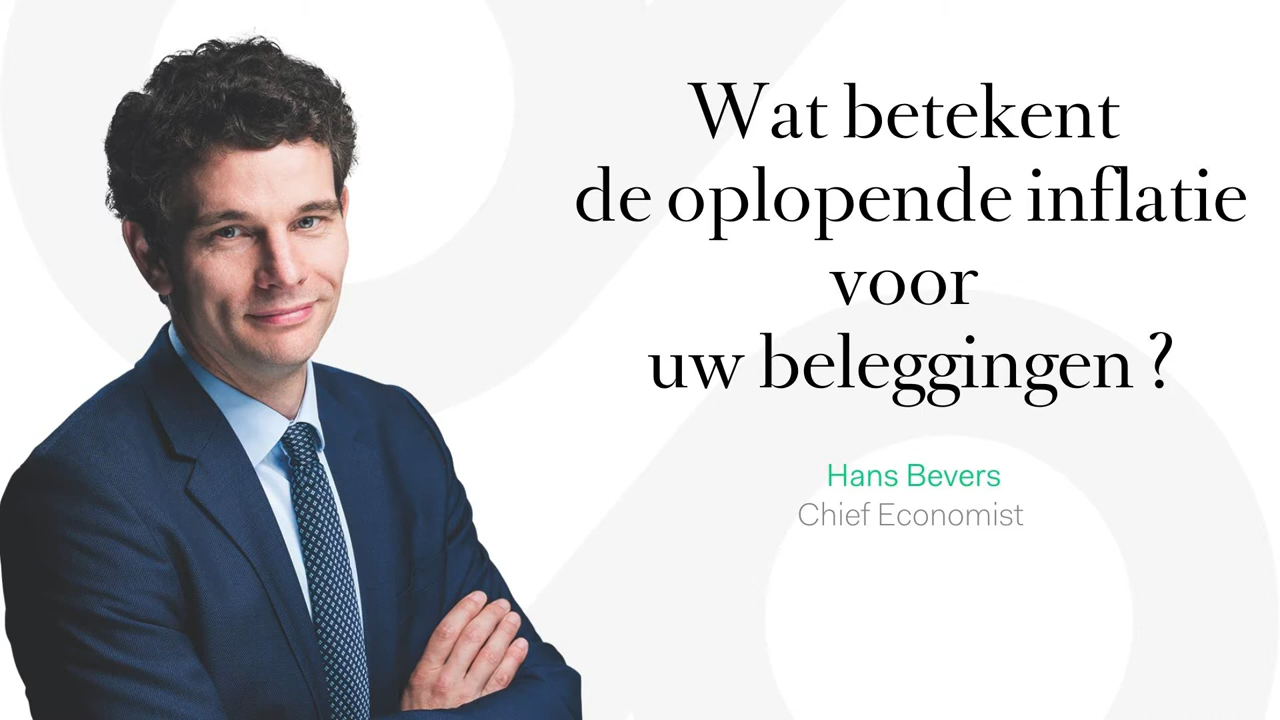 Wat betekent
de oplopende inflatie
voor
uw beleggingen ?
Hans Bevers
Chief Economist